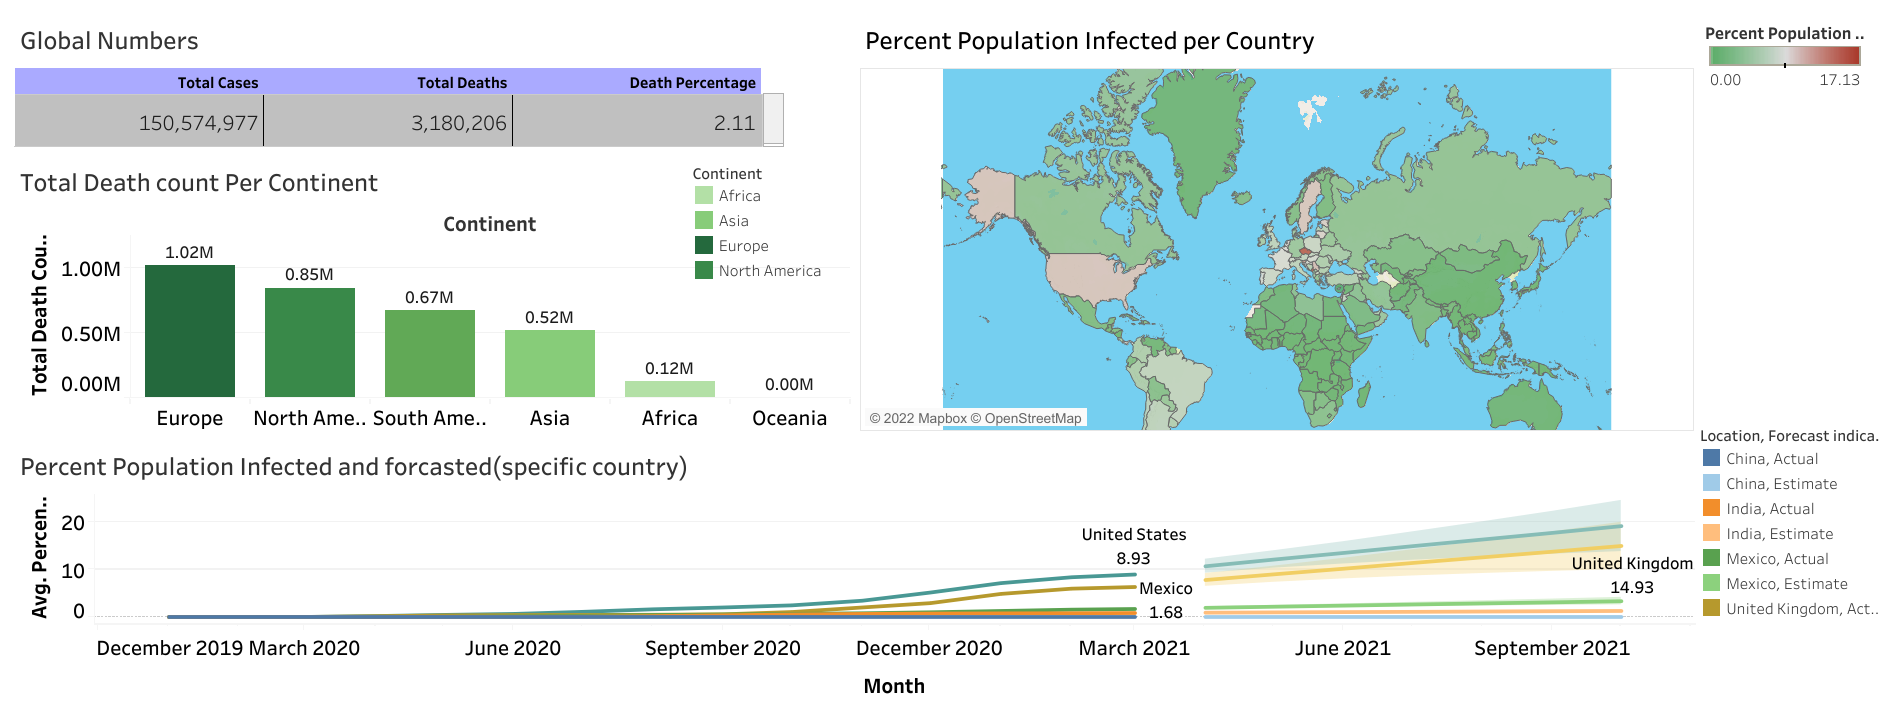 Global Numbers
Total Cases Total Deaths Death Percentage
150,574,977 3,180,206 2.11
Total Death count Per Continent
Continent
Africa
Asia
Europe
North America
Continent
Total Death Cou..
1.00M
0.50M
0.00M
1.02M
0.85M
0.67M
0.52M
0.12M
0.00M
Europe North Ame.. South Ame.. Asia Africa Oceania
Percent Population Infected per Country
© 2022 Mapbox © OpenStreetMap
Percent Population ..
0.00 17.13
Percent Population Infected and forcasted(specific country)
Avg. Percen..
20
10
0
United States
8.93
Mexico
1.68
United Kingdom
14.93
December 2019 March 2020 June 2020 September 2020 December 2020 March 2021 June 2021 September 2021
Month
Location, Forecast indica.
China, Actual
China, Estimate
India, Actual
India, Estimate
Mexico, Actual
Mexico, Estimate
United Kingdom, Act..